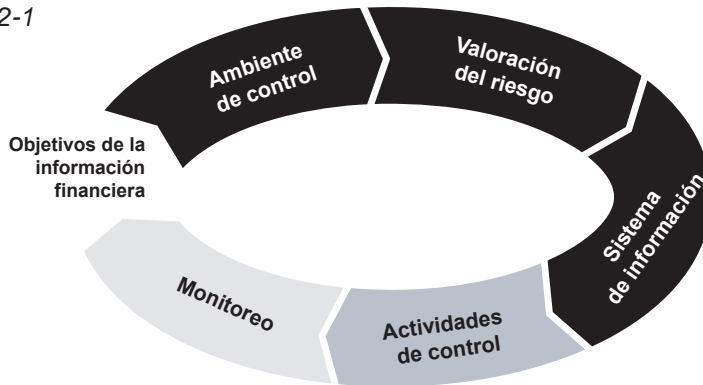 2-1
Ambiente
de control
Valoración
del riesgo
Objetivos de la
información
financiera
Sistema
de información
Monitoreo
Actividades
de control